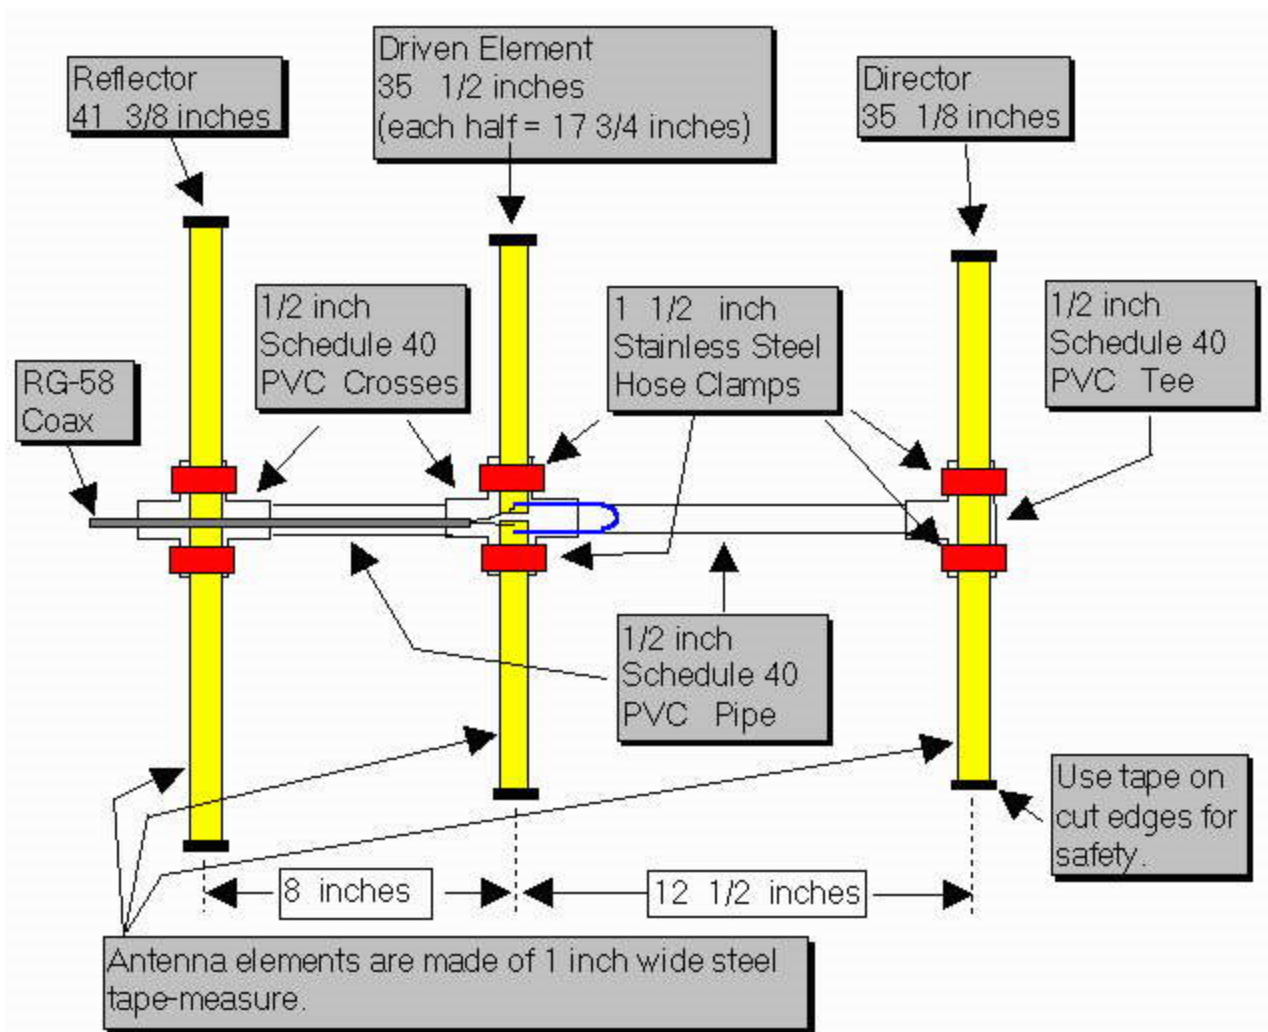 Reflector
41 3/8 inches
Driven Element
35 1/2 inches
(each half = 17 3/4 inches)
Director
35 1/8 inches
1/2 inch
Schedule 40
PVC Crosses
1 1/2 inch
Stainless Steel
Hose Clamps
1/2 inch
Schedule 40
PVC Tee
RG-58
Coax
1/2 inch
Schedule 40
PVC Pipe
Use tape on
cut edges for
safety.
8 inches
12 1/2 inches
Antenna elements are made of 1 inch wide steel
tape-measure.